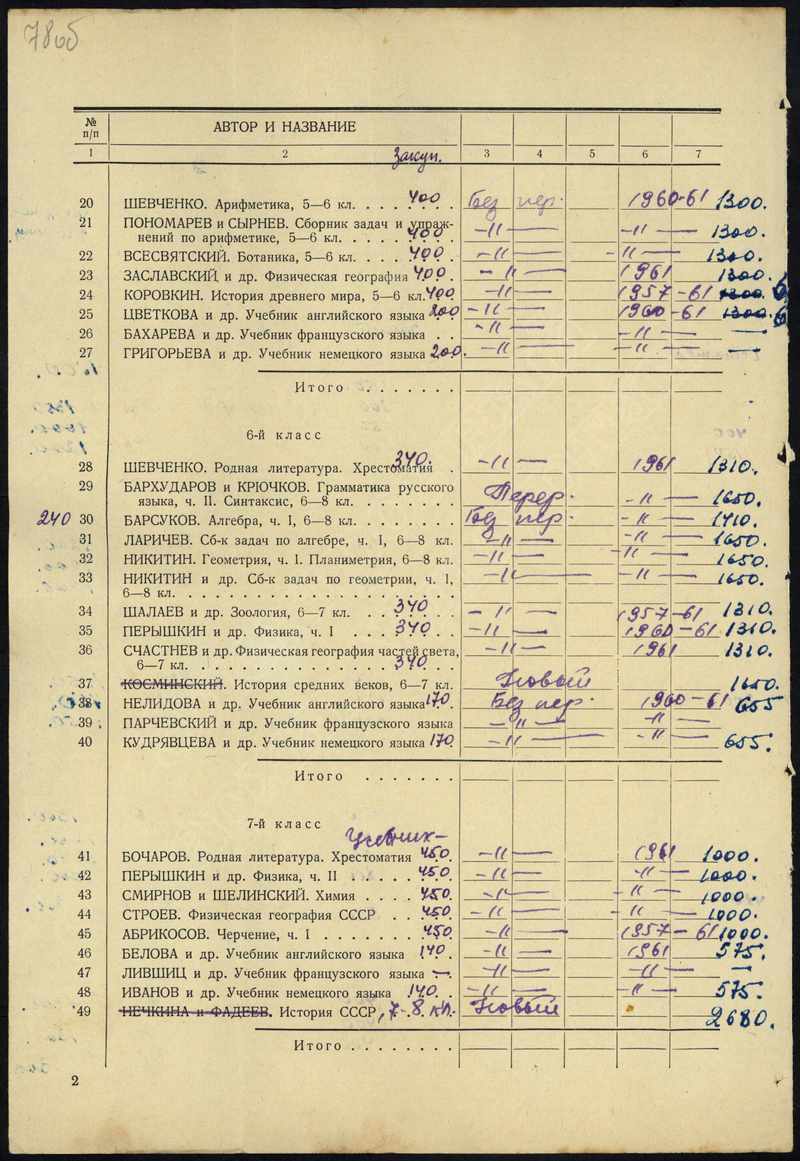 7865
№ п/п АВТОР И НАЗВАНИЕ
1 2 Закуп. 3 4 5 6 7
20 ШЕВЧЕНКО. Арифметика, 5—6 кл. . . . . . . . 400 Без пер. 1960-61 1300.
21 ПОНОМАРЕВ и СЫРНЕВ. Сборник задач и упраж-
нений по арифметике, 5—6 кл. . . . . . . . 400 —"— —"— 1300.
22 ВСЕСВЯТСКИЙ. Ботаника, 5—6 кл. . . . . 400 . —"— —"— 1300.
23 ЗАСЛАВСКИЙ и др. Физическая география 400 . —"— 1961 1300.
24 КОРОВКИН. История древнего мира, 5—6 кл. 400 —"— 1957-61 1300.
25 ЦВЕТКОВА и др. Учебник английского языка 200 —"— 1960-61 1300.
26 БАХАРЕВА и др. Учебник французского языка . . —"— —"— —
27 ГРИГОРЬЕВА и др. Учебник немецкого языка 200. —"— —"— —
Итого . . . . . . .
6-й класс
28 ШЕВЧЕНКО. Родная литература. Хрестоматия . 340. —"— 1961 1310.
29 БАРХУДАРОВ и КРЮЧКОВ. Грамматика русского
языка, ч. II. Синтаксис, 6—8 кл. . . . . . . . Перер. —"— 1650.
240 30 БАРСУКОВ. Алгебра, ч. I, 6—8 кл. . . . . . . . Без пер. —"— 1410.
31 ЛАРИЧЕВ. Сб-к задач по алгебре, ч. I, 6—8 кл. —"— —"— 1650.
32 НИКИТИН. Геометрия, ч. I. Планиметрия, 6—8 кл. —"— —"— 1650.
33 НИКИТИН и др. Сб-к задач по геометрии, ч. I,
6—8 кл. . . . . . . . . . . . . . . . . . . . —"— —"— 1650.
34 ШАЛАЕВ и др. Зоология, 6—7 кл. . . . . . . 340 —"— 1957-61 1310.
35 ПЕРЫШКИН и др. Физика, ч. I . . . 340 . . —"— 1960-61 1310.
36 СЧАСТНЕВ и др. Физическая география частей света,
6—7 кл. . . . . . . . . . . . . . . . 340 . . . —"— 1961 1310.
37 КОСМИНСКИЙ. История средних веков, 6—7 кл. Новый 1650.
38 НЕЛИДОВА и др. Учебник английского языка 170 . Без пер. 1960-61 655
39 ПАРЧЕВСКИЙ и др. Учебник французского языка —"— —"—
40 КУДРЯВЦЕВА и др. Учебник немецкого языка 170 —"— —"— 655.
Итого . . . . . . .
7-й класс
Учебник—
41 БОЧАРОВ. Родная литература. Хрестоматия 450. —"— 1961 1000.
42 ПЕРЫШКИН и др. Физика, ч. II . . . . . 450. —"— —"— 1000.
43 СМИРНОВ и ШЕЛИНСКИЙ. Химия . . . . 450. —"— —"— 1000.
44 СТРОЕВ. Физическая география СССР . . 450. —"— —"— 1000.
45 АБРИКОСОВ. Черчение, ч. I . . . . . . . . 450. —"— 1957-61 1000.
46 БЕЛОВА и др. Учебник английского языка 140 . —"— 1961 575.
47 ЛИВШИЦ и др. Учебник французского языка —. —"— —"— —
48 ИВАНОВ и др. Учебник немецкого языка 140. . —"— —"— 575.
49 НЕЧКИНА и ФАДЕЕВ. История СССР, 7-8 кл. Новый 2680.
Итого . . . . . . . . .
2